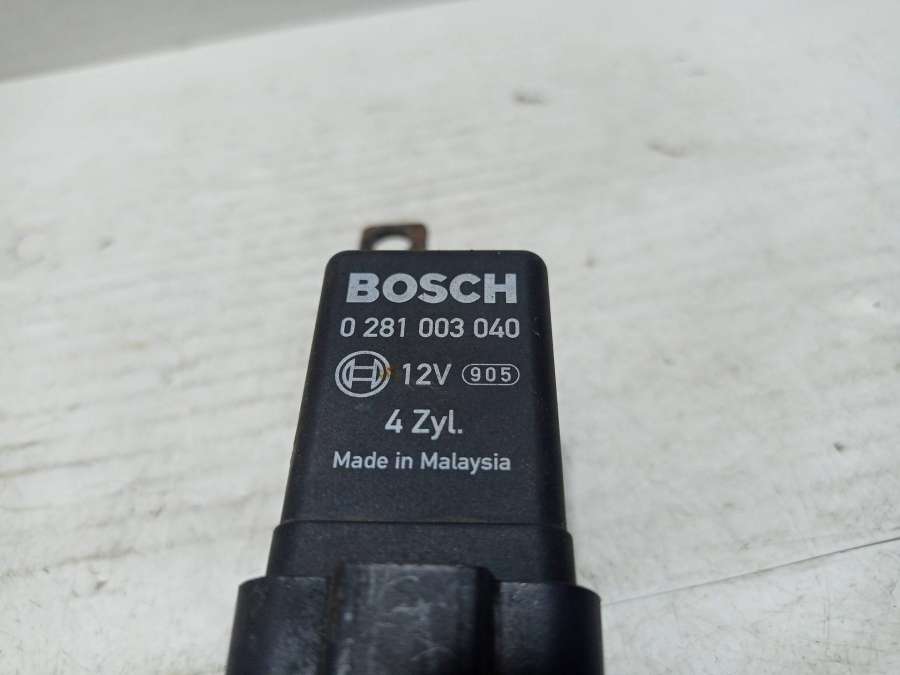 BOSCH
0 281 003 040
12V 905
4 Zyl.
Made in Malaysia